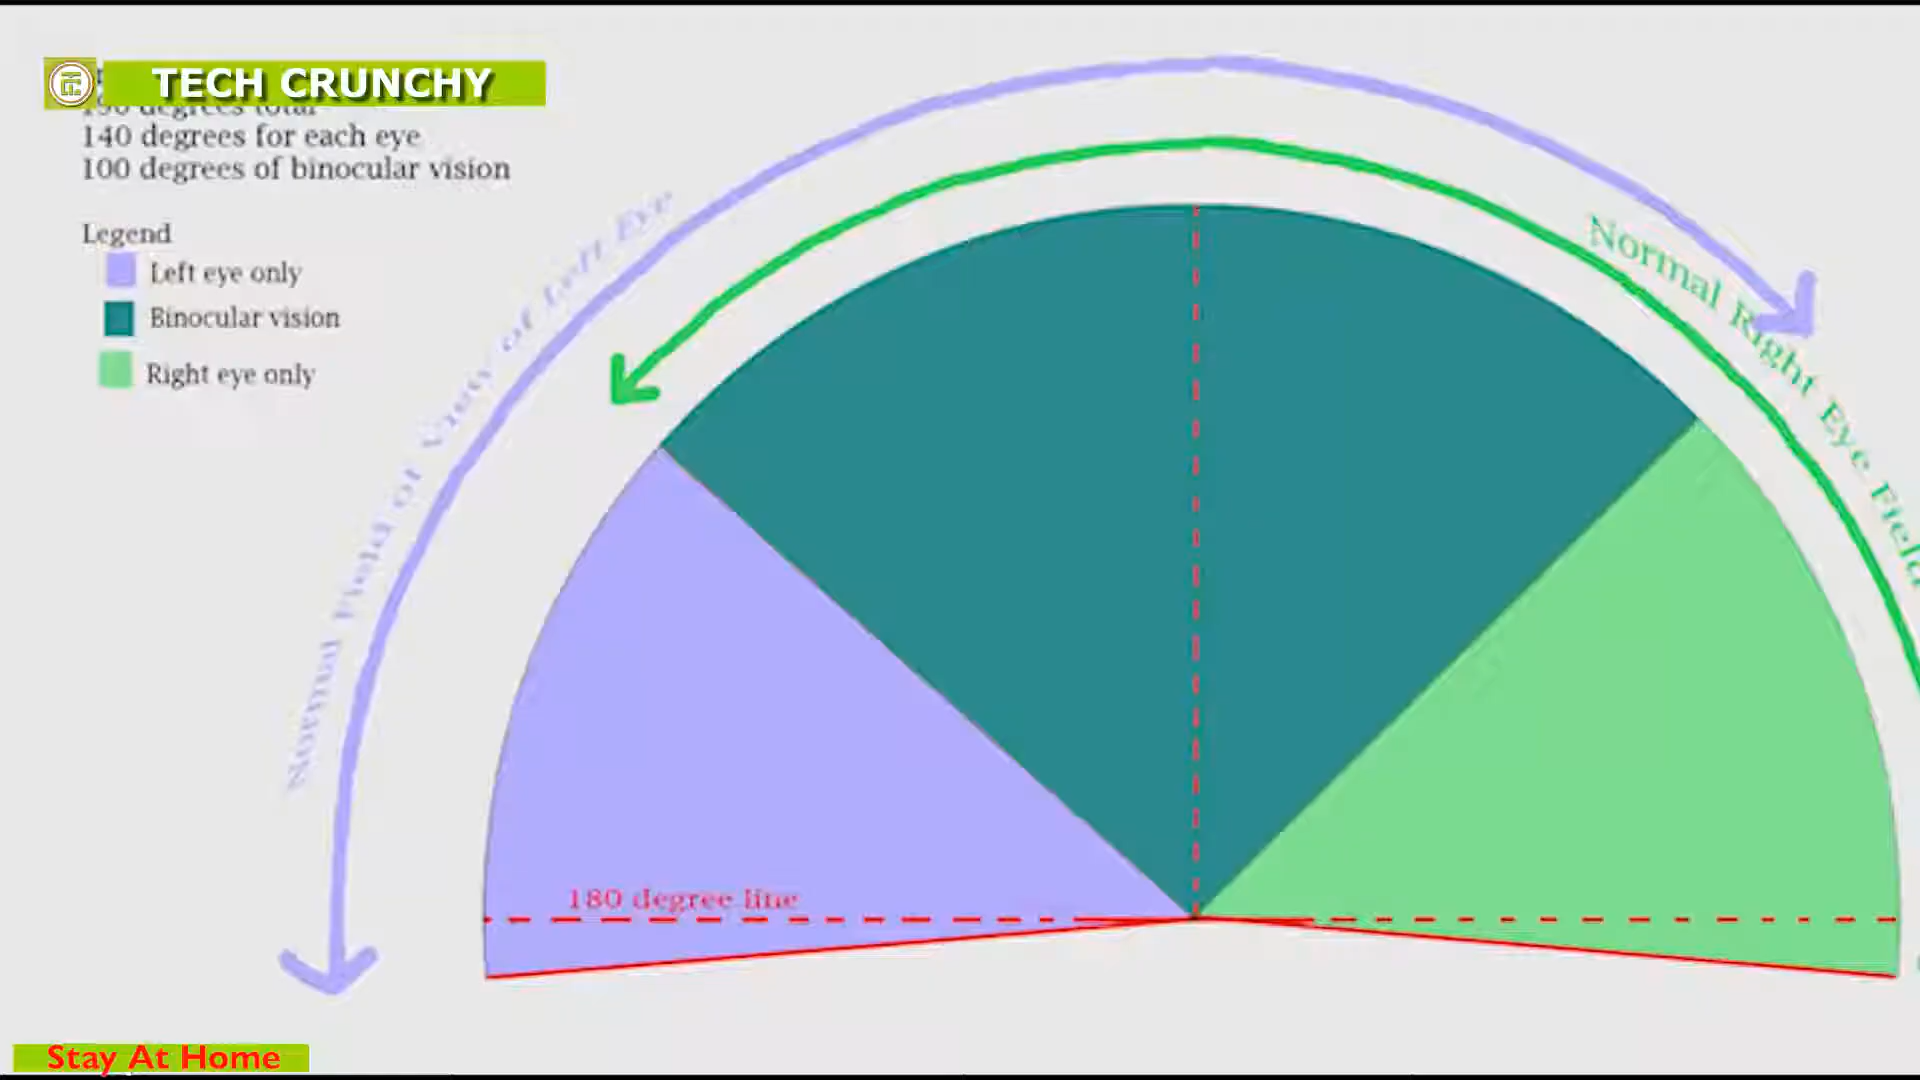 TECH CRUNCHY
degrees total
140 degrees for each eye
100 degrees of binocular vision
Legend
Left eye only
Binocular vision
Right eye only
Normal Field of View of Left Eye
Normal Right Eye Field
180 degree line
Stay At Home